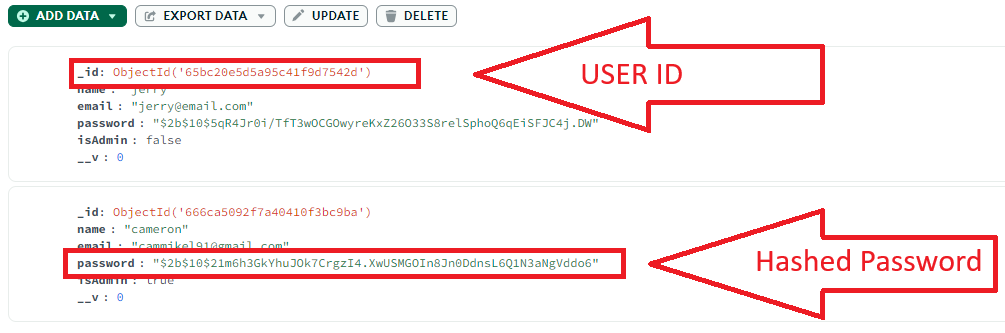 ADD DATA EXPORT DATA UPDATE DELETE
_id: ObjectId('65bc20e5d5a95c41f9d7542d')
USER ID
name : "jerry"
email : "jerry@email.com"
password : "$2b$10$5qR4Jr0i/TfT3wOCGOwyreKxZ26O33S8relSphoQ6qEiSFJC4j.DW"
isAdmin : false
__v : 0
_id: ObjectId('666ca5092f7a40410f3bc9ba')
name : "cameron"
email : "cammikel91@gmail.com"
password : "$2b$10$21m6h3GkYhuJOk7CrgzI4.XwUSMGOIn8Jn0DdnsL6Q1N3aNgVddo6"
Hashed Password
isAdmin : true
__v : 0